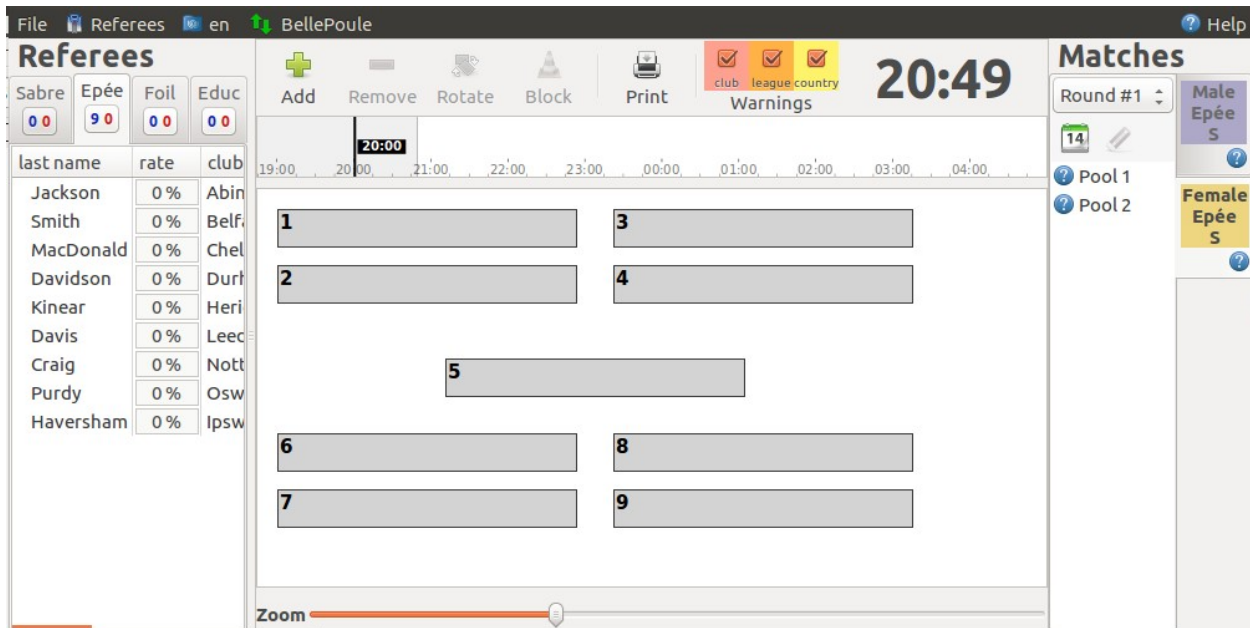 File Referees en BellePoule Help
Referees
Sabre Epée Foil Educ
0 0 9 0 0 0 0 0
last name rate club
Jackson 0 % Abin
Smith 0 % Belf
MacDonald 0 % Chel
Davidson 0 % Durh
Kinear 0 % Heri
Davis 0 % Leed
Craig 0 % Nott
Purdy 0 % Osw
Haversham 0 % Ipsw
Add Remove Rotate Block Print
club league country
Warnings
20:49
20:00
19:00 20:00 21:00 22:00 23:00 00:00 01:00 02:00 03:00 04:00
1 3
2 4
5
6 8
7 9
Zoom
Matches
Round #1
14
Pool 1
Pool 2
Male
Epée
S
Female
Epée
S